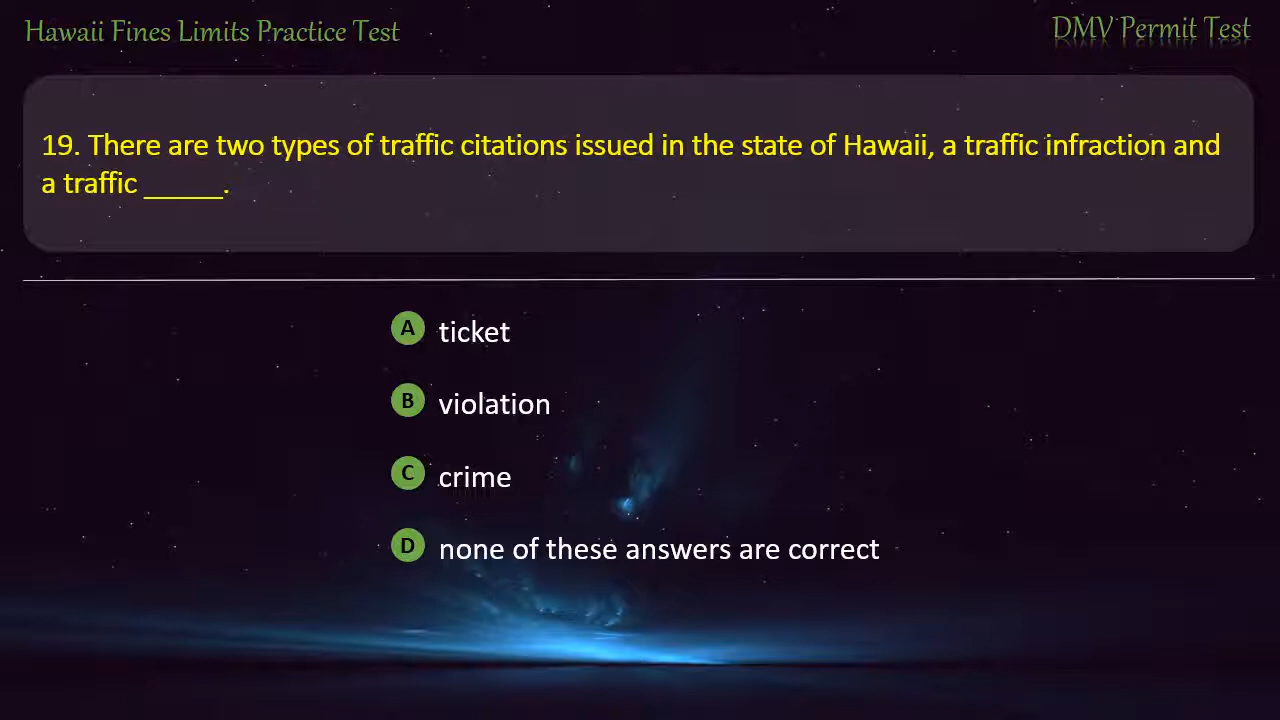 Hawaii Fines Limits Practice Test
DMV Permit Test
19. There are two types of traffic citations issued in the state of Hawaii, a traffic infraction and
a traffic _____.
A ticket
B violation
C crime
D none of these answers are correct